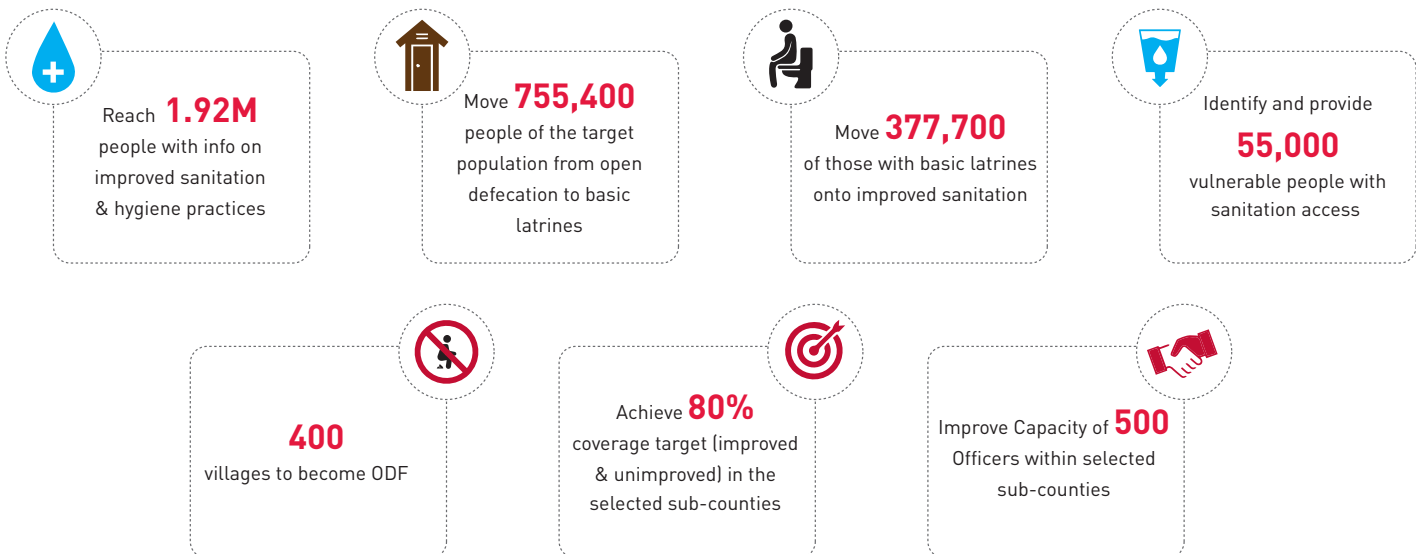 Reach 1.92M
people with info on
improved sanitation
& hygiene practices
Move 755,400
people of the target
population from open
defecation to basic
latrines
Move 377,700
of those with basic latrines
onto improved sanitation
Identify and provide
55,000
vulnerable people with
sanitation access
400
villages to become ODF
Achieve 80%
coverage target (improved
& unimproved) in the
selected sub-counties
Improve Capacity of 500
Officers within selected
sub-counties